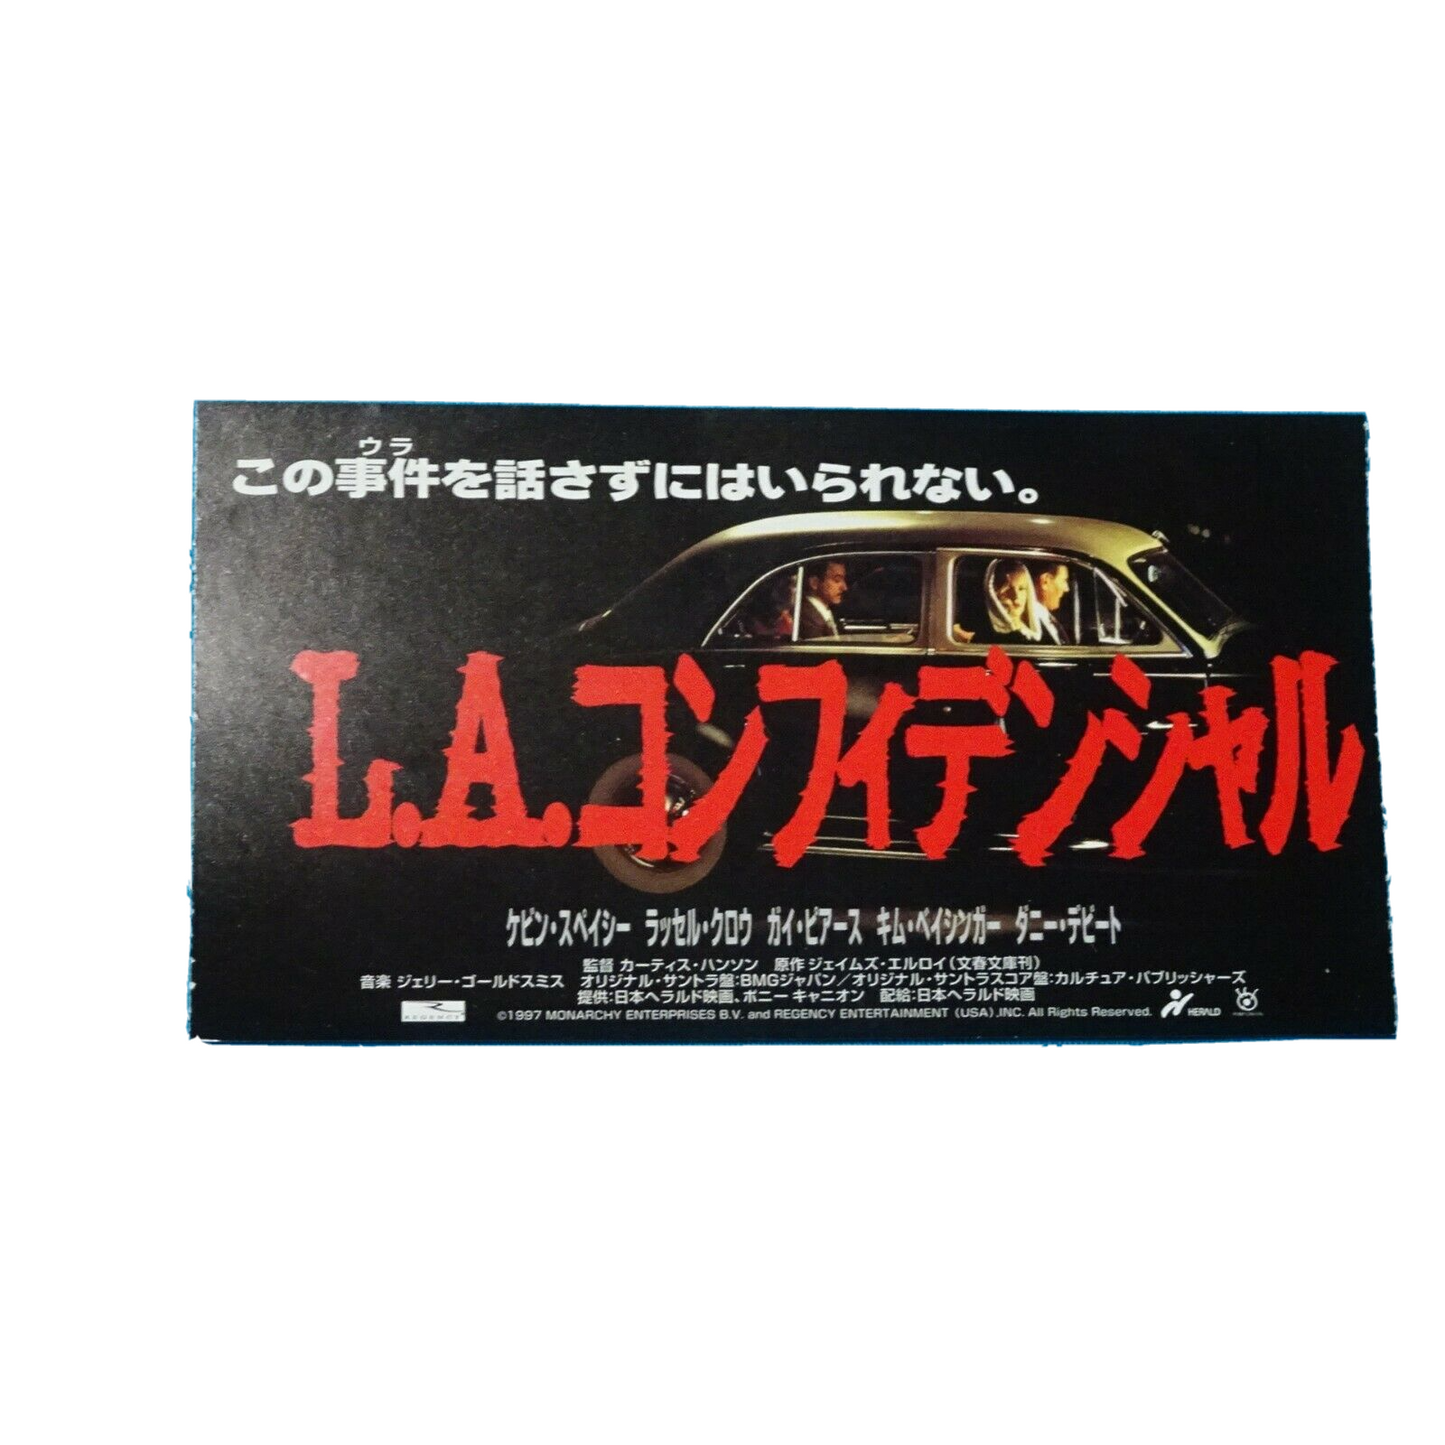 ウラ
この事件を話さずにはいられない。
L.A.コンフィデンシャル
ケビン・スペイシー ラッセル・クロウ ガイ・ピアース キム・ベイシンガー ダニー・デビート
監督 カーティス・ハンソン 原作 ジェイムズ・エルロイ(文春文庫刊)
音楽 ジェリー・ゴールドスミス オリジナル・サントラ盤:BMGジャパン/オリジナル・サントラスコア盤:カルチュア・パブリッシャーズ
提供:日本ヘラルド映画、ポニー キャニオン 配給:日本ヘラルド映画
REGENCY ©1997 MONARCHY ENTERPRISES B.V. and REGENCY ENTERTAINMENT (USA),INC. All Rights Reserved. HERALD